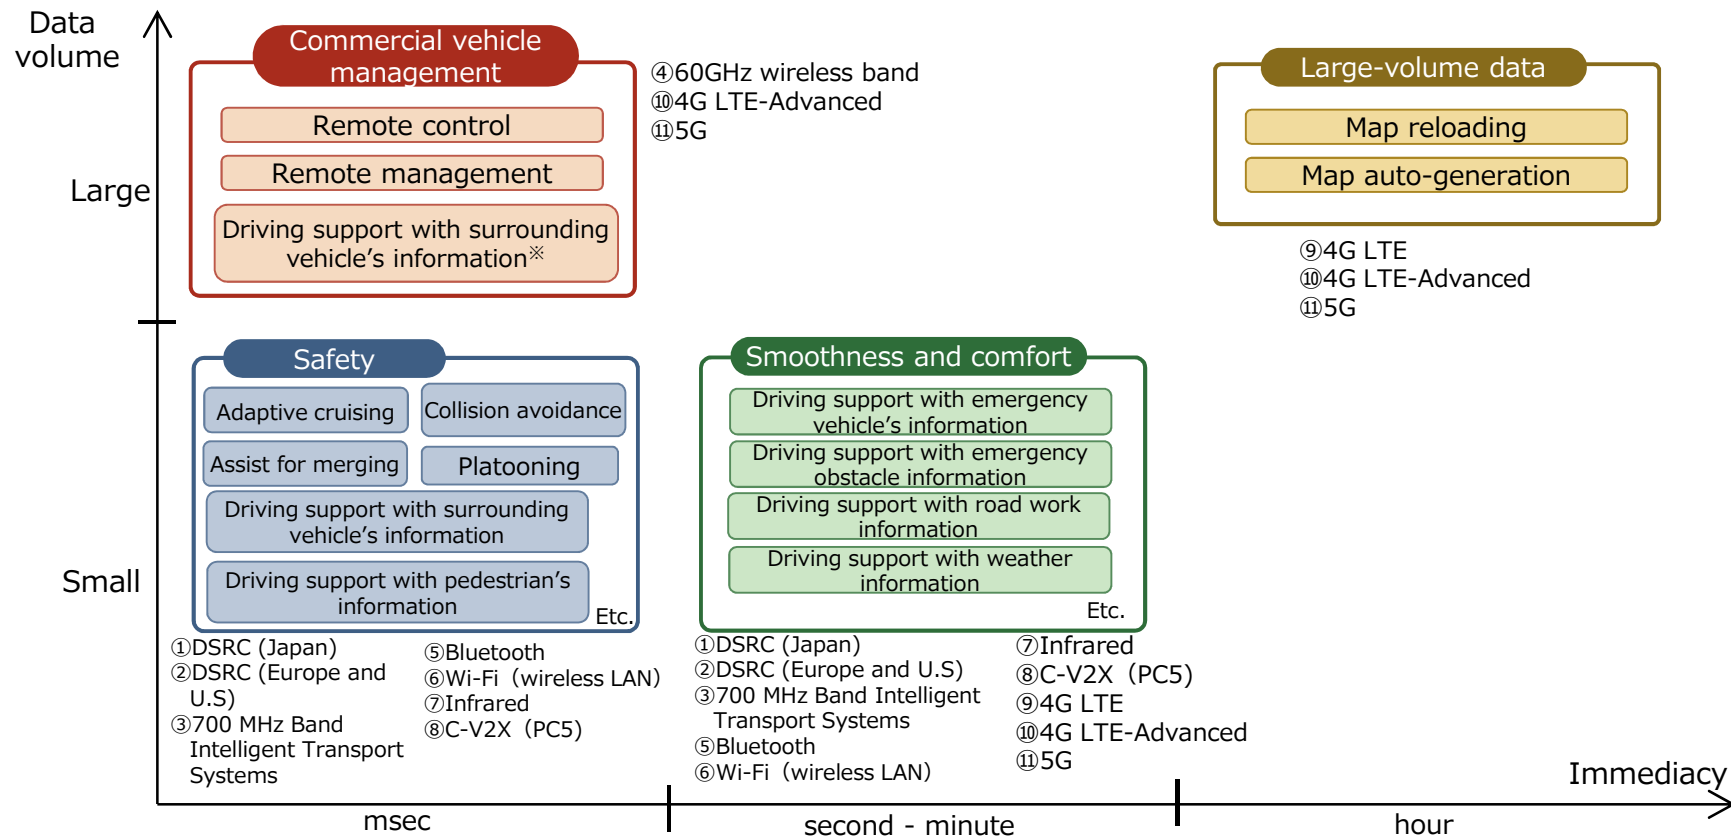 Data
volume
Commercial vehicle
management
Remote control
Remote management
Driving support with surrounding
vehicle's information※
④60GHz wireless band
⑩4G LTE-Advanced
⑪5G
Large-volume data
Map reloading
Map auto-generation
⑨4G LTE
⑩4G LTE-Advanced
⑪5G
Large
Safety
Adaptive cruising
Collision avoidance
Assist for merging
Platooning
Driving support with surrounding
vehicle's information
Driving support with pedestrian's
information
Etc.
①DSRC (Japan)
②DSRC (Europe and
U.S)
③700 MHz Band
Intelligent Transport
Systems
⑤Bluetooth
⑥Wi-Fi（wireless LAN）
⑦Infrared
⑧C-V2X（PC5)
Smoothness and comfort
Driving support with emergency
vehicle's information
Driving support with emergency
obstacle information
Driving support with road work
information
Driving support with weather
information
Etc.
①DSRC (Japan)
②DSRC (Europe and U.S)
③700 MHz Band Intelligent
Transport Systems
⑤Bluetooth
⑥Wi-Fi（wireless LAN）
⑦Infrared
⑧C-V2X（PC5)
⑨4G LTE
⑩4G LTE-Advanced
⑪5G
Small
Immediacy
msec
second - minute
hour